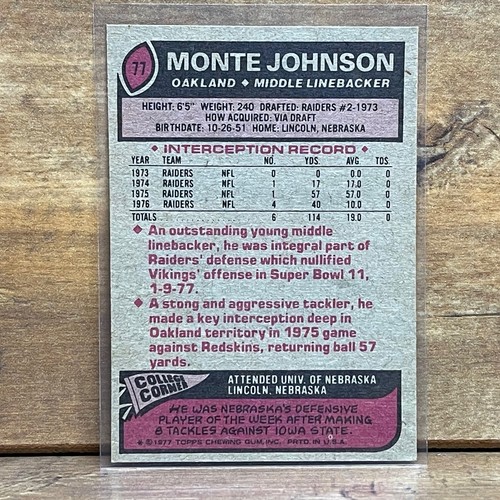 77
MONTE JOHNSON
OAKLAND ◆ MIDDLE LINEBACKER
HEIGHT: 6'5" WEIGHT: 240 DRAFTED: RAIDERS #2-1973
HOW ACQUIRED: VIA DRAFT
BIRTHDATE: 10-26-51 HOME: LINCOLN, NEBRASKA
◆ INTERCEPTION RECORD ◆
YEAR TEAM NO. YDS. AVG TDS.
1973 RAIDERS NFL 0 0 0.0 0
1974 RAIDERS NFL 1 17 17.0 0
1975 RAIDERS NFL 1 57 57.0 0
1976 RAIDERS NFL 4 40 10.0 0
TOTALS 6 114 19.0 0
◆ An outstanding young middle
linebacker, he was integral part of
Raiders' defense which nullified
Vikings' offense in Super Bowl 11,
1-9-77.
◆ A stong and aggressive tackler, he
made a key interception deep in
Oakland territory in 1975 game
against Redskins, returning ball 57
yards.
COLLEGE
CORNER
ATTENDED UNIV. OF NEBRASKA
LINCOLN, NEBRASKA
HE WAS NEBRASKA'S DEFENSIVE
PLAYER OF THE WEEK AFTER MAKING
8 TACKLES AGAINST IOWA STATE.
© 1977 TOPPS CHEWING GUM, INC. PRTD. IN U.S.A.